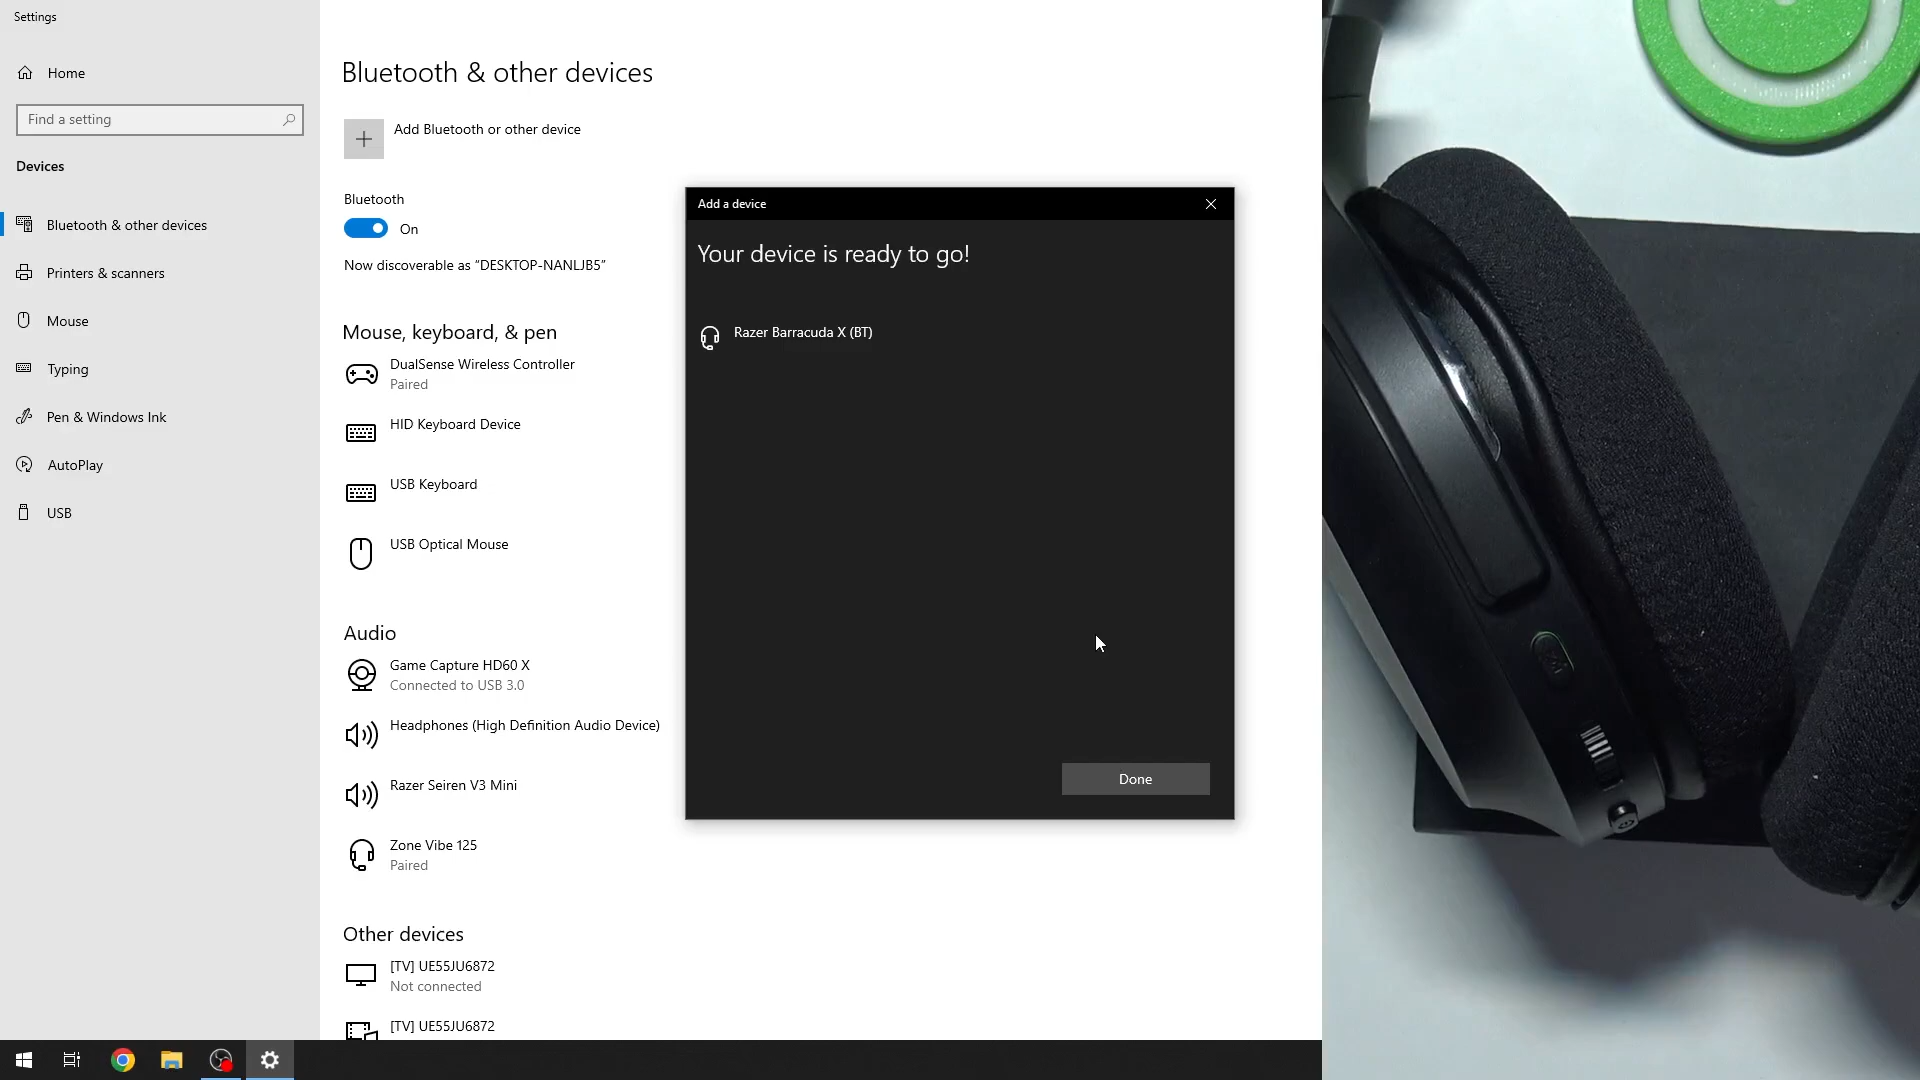 Settings
Home
Find a setting
Devices
Bluetooth & other devices
Printers & scanners
Mouse
Typing
Pen & Windows Ink
AutoPlay
USB
Bluetooth & other devices
Add Bluetooth or other device
Bluetooth
On
Now discoverable as “DESKTOP-NANLJB5”
Mouse, keyboard, & pen
DualSense Wireless Controller
Paired
HID Keyboard Device
USB Keyboard
USB Optical Mouse
Audio
Game Capture HD60 X
Connected to USB 3.0
Headphones (High Definition Audio Device)
Razer Seiren V3 Mini
Zone Vibe 125
Paired
Other devices
[TV] UE55JU6872
Not connected
[TV] UE55JU6872
Add a device
Your device is ready to go!
Razer Barracuda X (BT)
Done